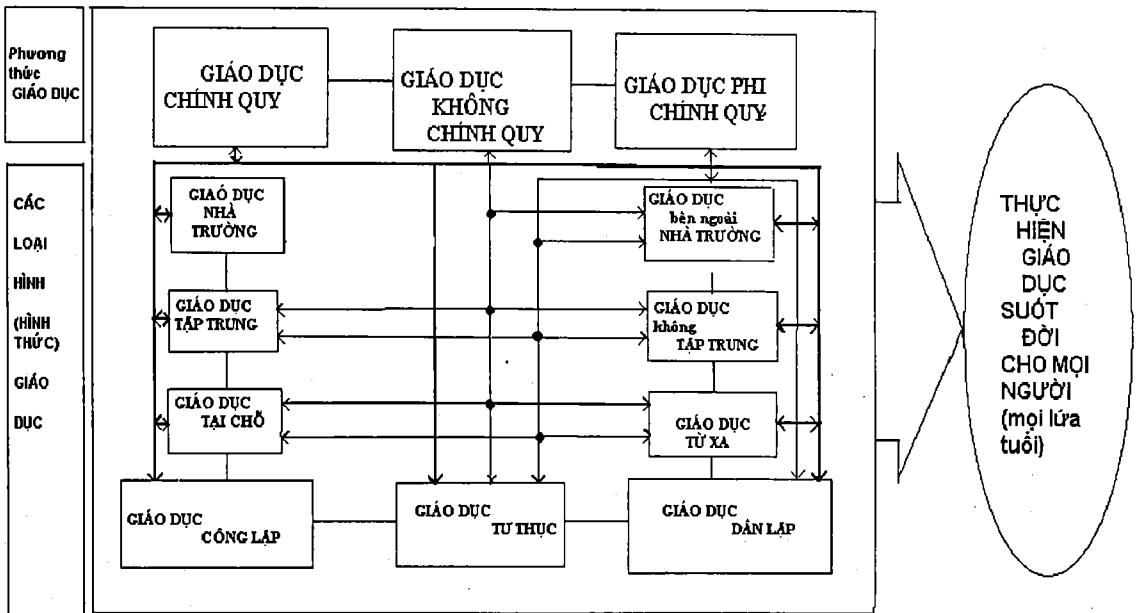 Phương
thức
GIÁO DỤC
GIÁO DỤC
CHÍNH QUY
GIÁO DỤC
KHÔNG
CHÍNH QUY
GIÁO DỤC PHI
CHÍNH QUY
CÁC
LOẠI
HÌNH
(HÌNH
THỨC)
GIÁO
DỤC
GIAÓ DỤC
NHÀ
TRƯỜNG
GIÁO DỤC
bên ngoài
NHÀ TRƯỜNG
GIÁO DỤC
TẬP TRUNG
GIÁO DỤC
không
TẬP TRUNG
GIÁO DỤC
TẠI CHỖ
GIÁO DỤC
TỪ XA
GIÁO DỤC
CÔNG LẬP
GIÁO DỤC
TƯ THỤC
GIÁO DỤC
DÂN LẬP
THỰC
HIỆN
GIÁO
DỤC
SUỐT
ĐỜI
CHO MỌI
NGƯỜI
(mọi lứa
tuổi)